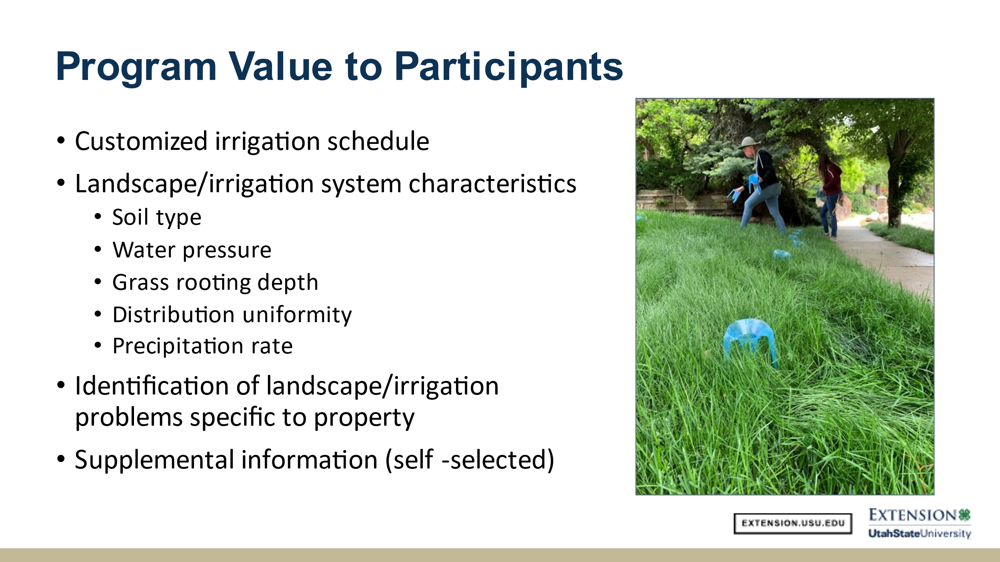 Program Value to Participants
• Customized irrigation schedule
• Landscape/irrigation system characteristics
• Soil type
• Water pressure
• Grass rooting depth
• Distribution uniformity
• Precipitation rate
• Identification of landscape/irrigation
problems specific to property
• Supplemental information (self -selected)
EXTENSION.USU.EDU
EXTENSION
UtahStateUniversity